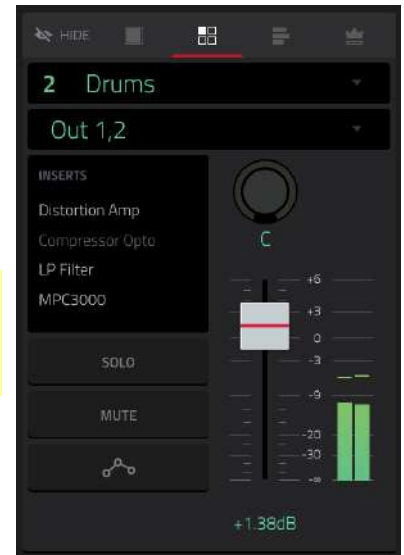 HIDE
2 Drums
Out 1,2
INSERTS
Distortion Amp
Compressor Opto
LP Filter
MPC3000
SOLO
MUTE
C
+6
+3
0
-3
-9
-20
-30
-∞
+1.38dB